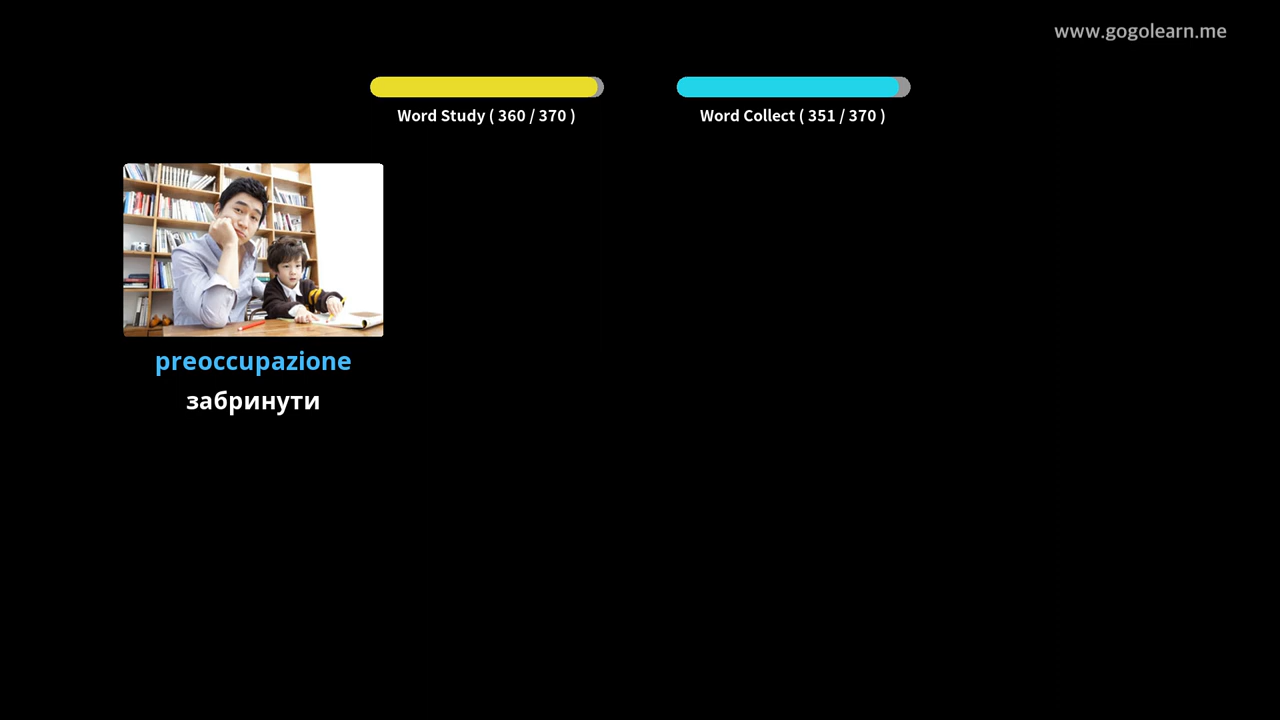 www.gogolearn.me
Word Study ( 360 / 370 )
Word Collect ( 351 / 370 )
preoccupazione
забринути